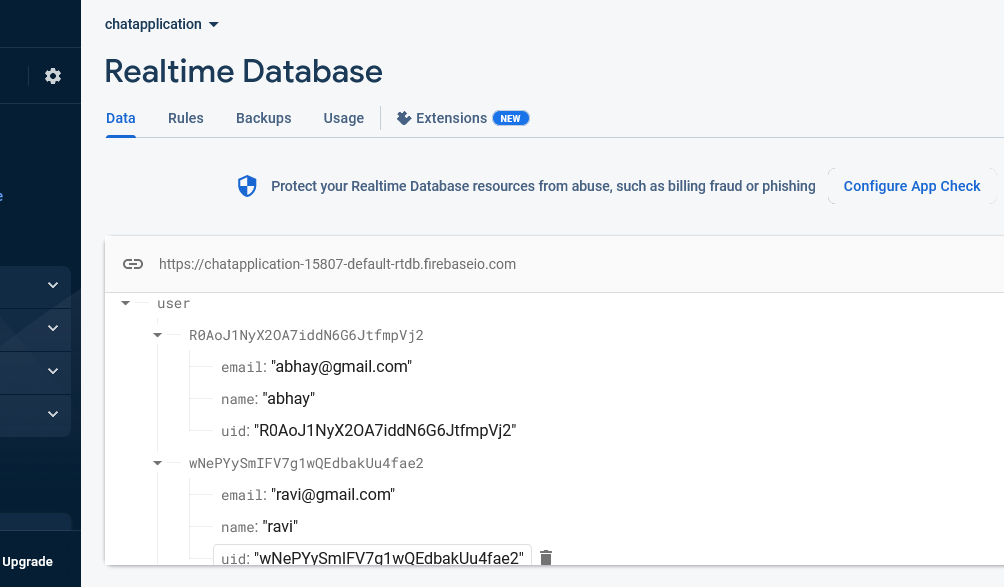 chatapplication
Realtime Database
Data Rules Backups Usage Extensions NEW
Protect your Realtime Database resources from abuse, such as billing fraud or phishing Configure App Check
https://chatapplication-15807-default-rtdb.firebaseio.com
user
R0AoJ1NyX2OA7iddN6G6JtfmpVj2
email: "abhay@gmail.com"
name: "abhay"
uid: "R0AoJ1NyX2OA7iddN6G6JtfmpVj2"
wNePYySmIFV7g1wQEdbakUu4fae2
email: "ravi@gmail.com"
name: "ravi"
uid: "wNePYySmIFV7g1wQEdbakUu4fae2"
Upgrade